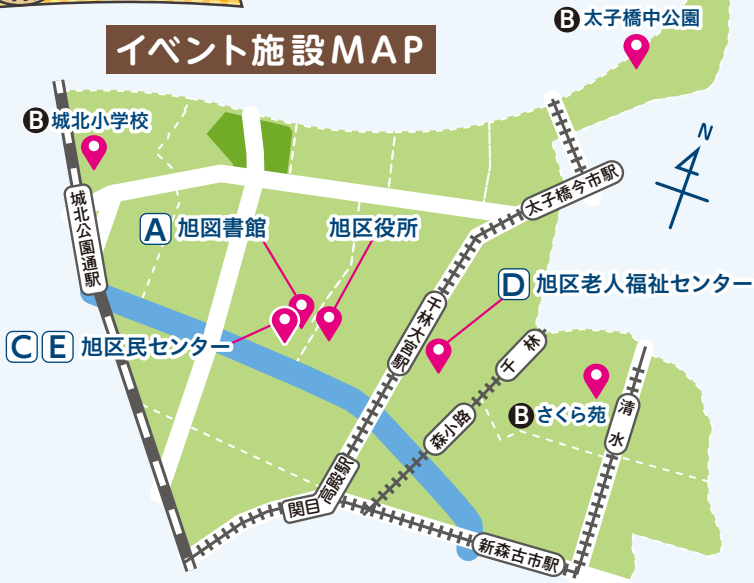 イベント施設MAP
B 太子橋中公園
N
B 城北小学校
城北公園通駅
太子橋今市駅
A 旭図書館
旭区役所
D 旭区老人福祉センター
千林大宮駅
C E 旭区民センター
千林
B さくら苑
清水
森小路
関目高殿駅
新森古市駅